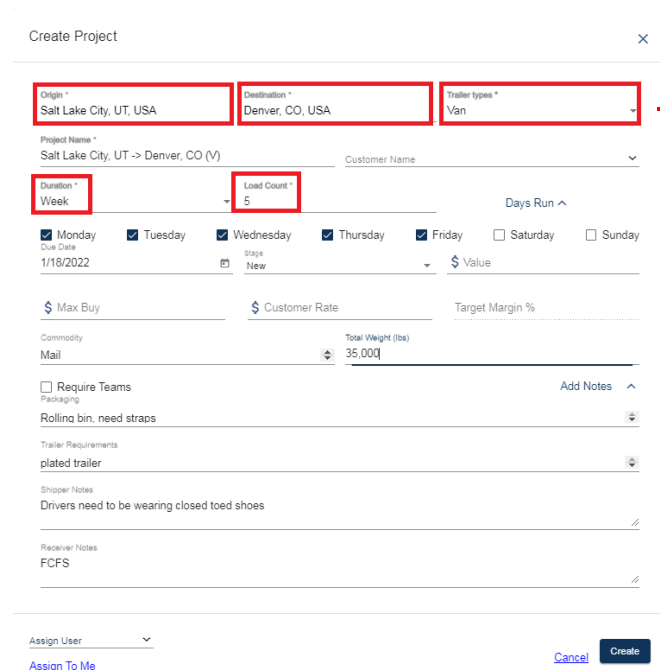 Create Project
Origin * Destination * Trailer types *
Salt Lake City, UT, USA Denver, CO, USA Van
Project Name *
Salt Lake City, UT -> Denver, CO (V) Customer Name
Duration * Load Count *
Week 5 Days Run
Monday Tuesday Wednesday Thursday Friday Saturday Sunday
Due Date Stage
1/18/2022 New $ Value
$ Max Buy $ Customer Rate Target Margin %
Commodity Total Weight (lbs)
Mail 35,000
Require Teams Add Notes
Packaging
Rolling bin, need straps
Trailer Requirements
plated trailer
Shipper Notes
Drivers need to be wearing closed toed shoes
Receiver Notes
FCFS
Assign User
Assign To Me Cancel Create